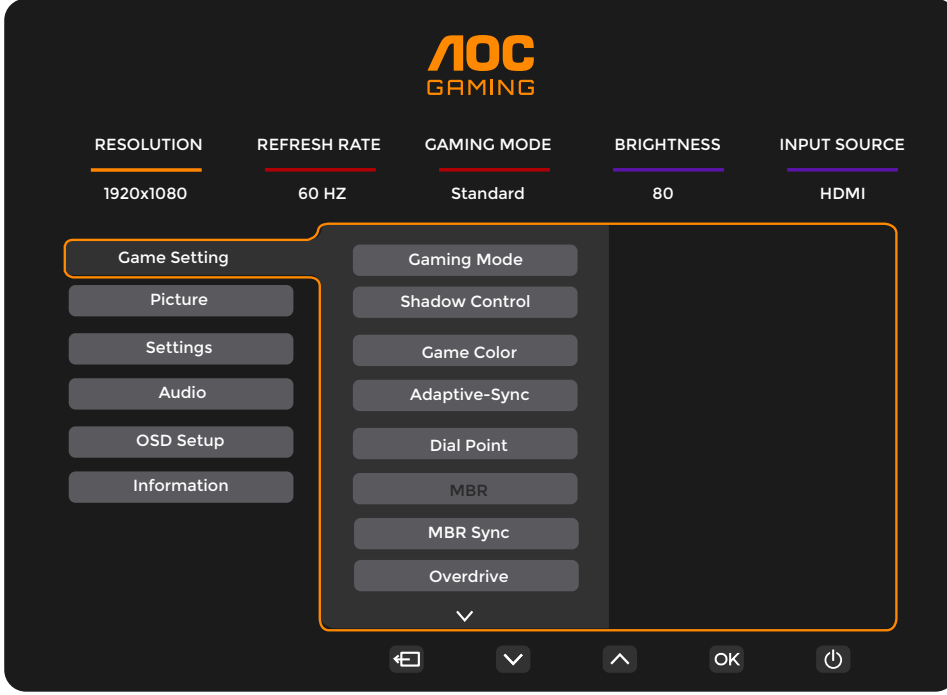 AOC
GAMING
RESOLUTION REFRESH RATE GAMING MODE BRIGHTNESS INPUT SOURCE
1920x1080 60 HZ Standard 80 HDMI
Game Setting
Picture
Settings
Audio
OSD Setup
Information
Gaming Mode
Shadow Control
Game Color
Adaptive-Sync
Dial Point
MBR
MBR Sync
Overdrive
OK